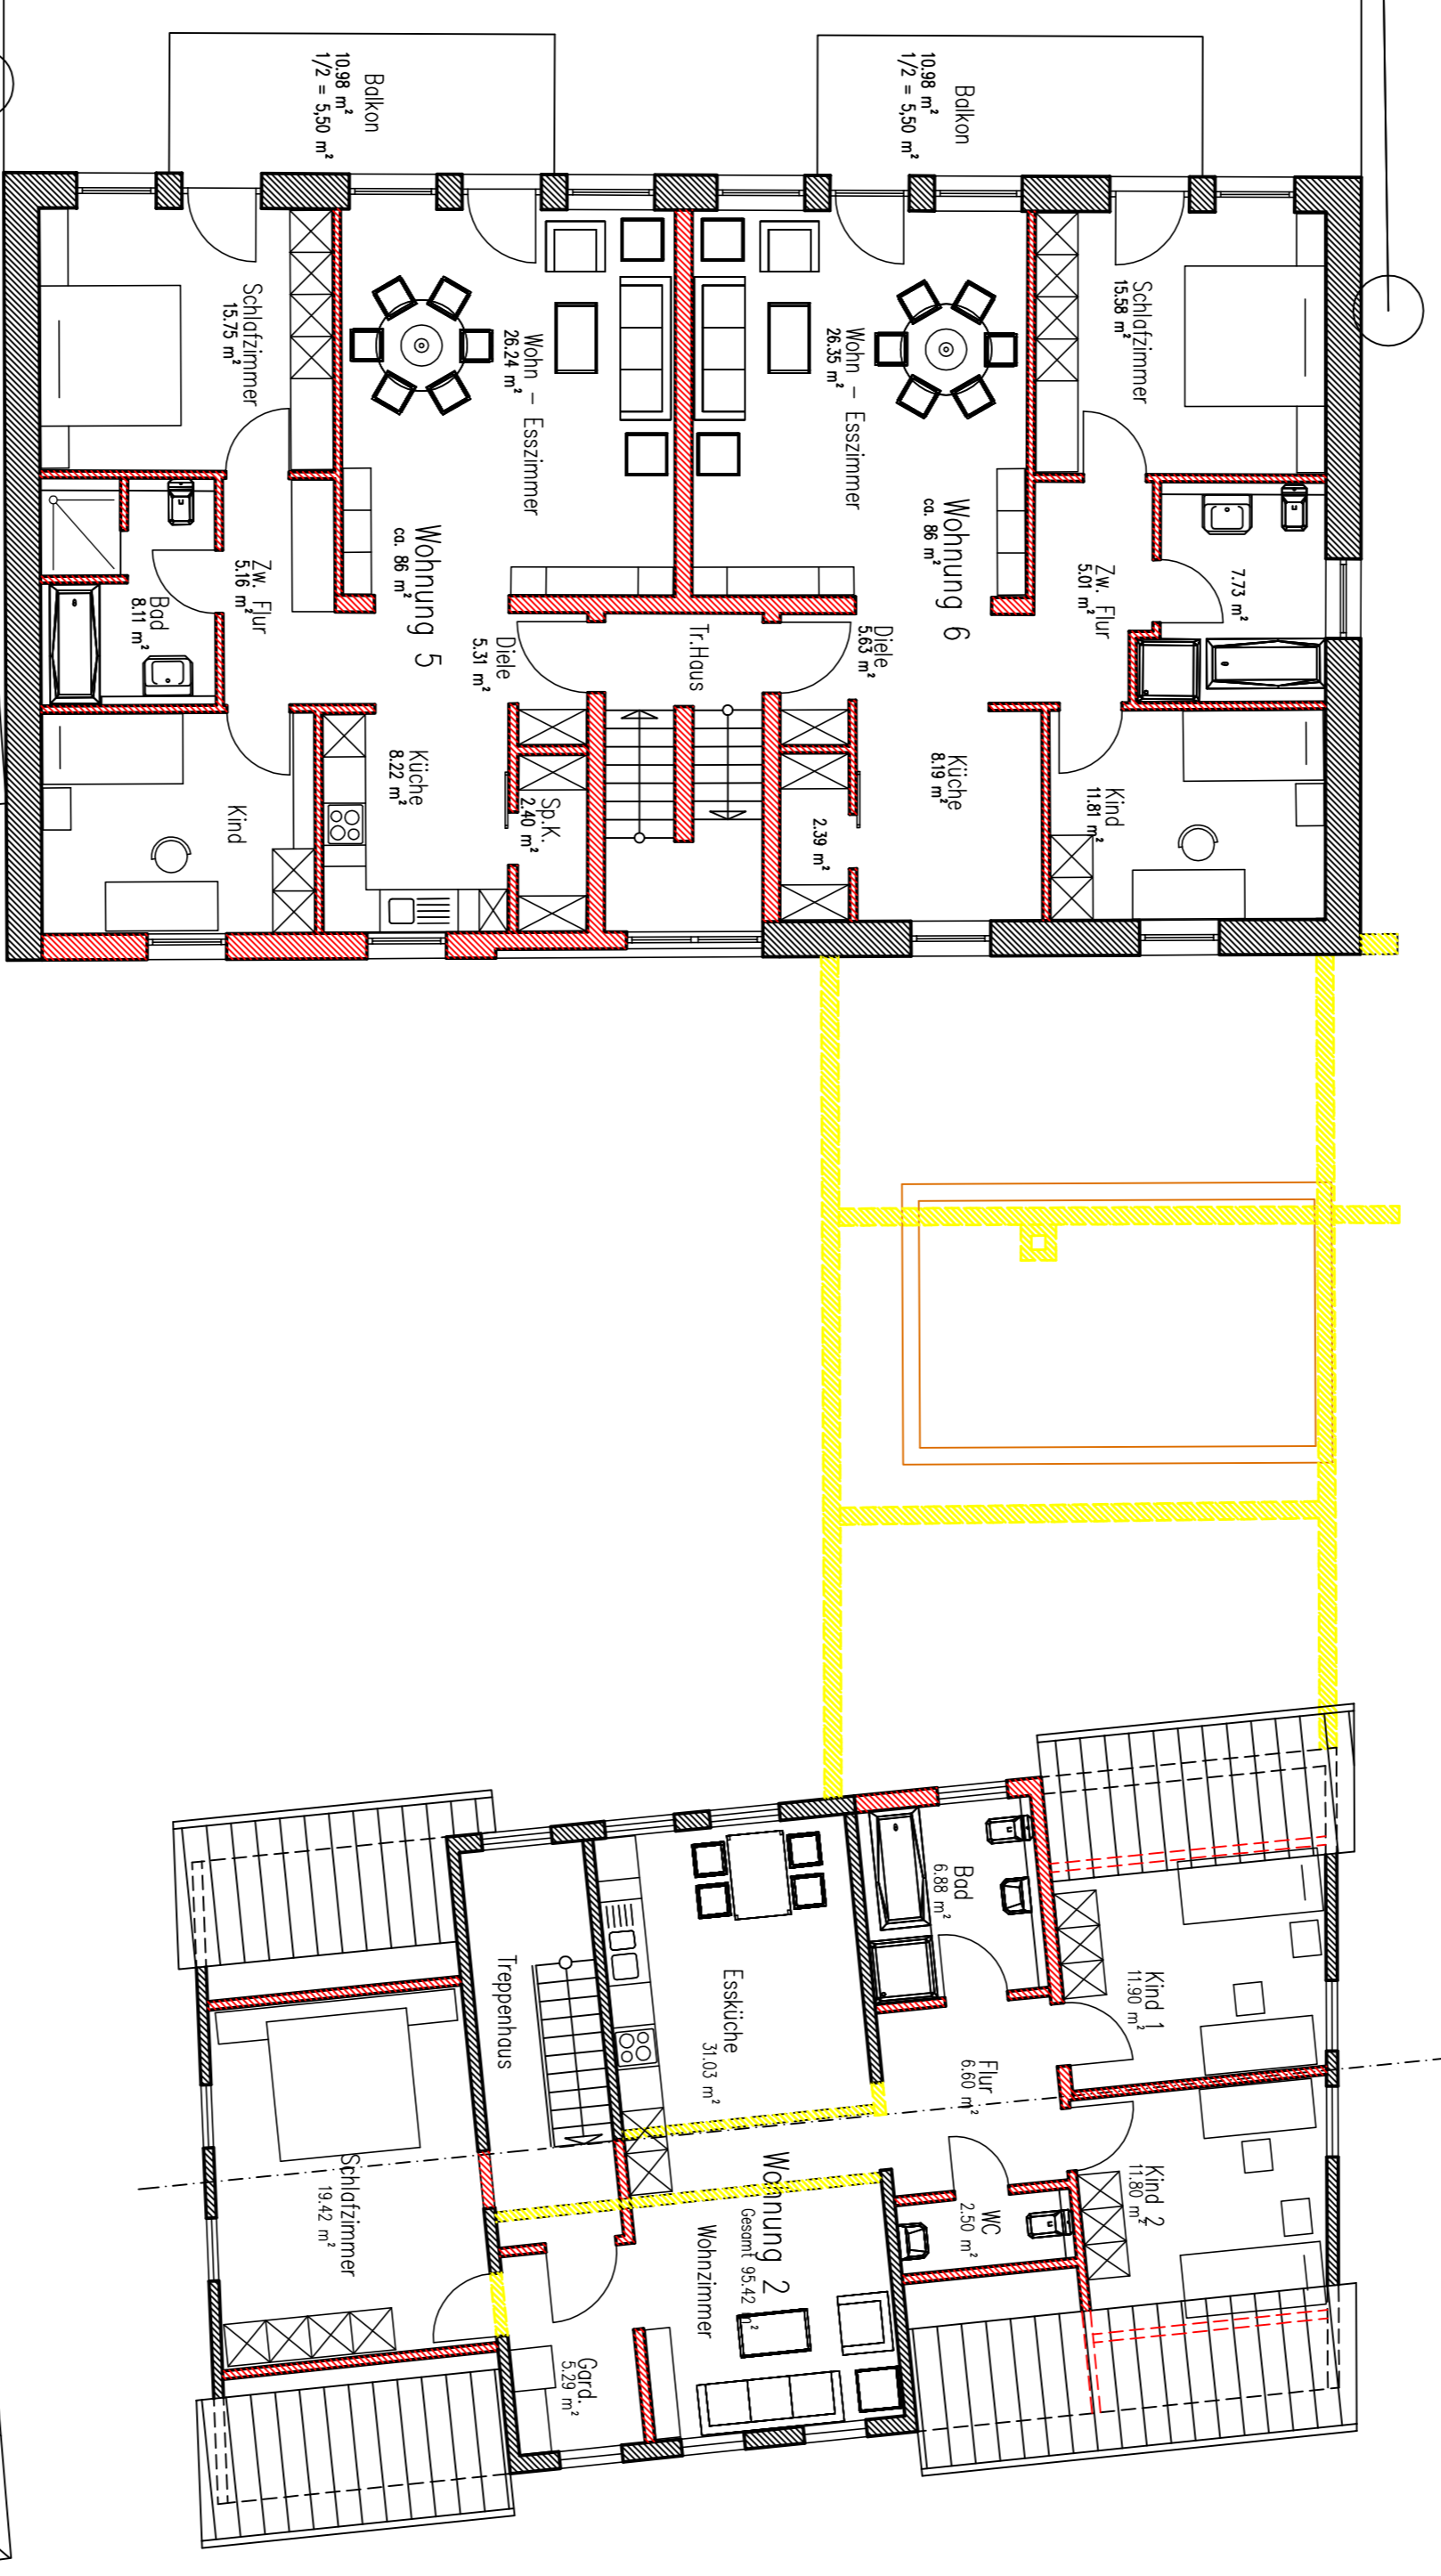 Balkon
10.98 m²
1/2 = 5,50 m²
Balkon
10.98 m²
1/2 = 5,50 m²
Schlafzimmer
15.75 m²
Wohn - Esszimmer
26.24 m²
Wohn - Esszimmer
26.35 m²
Schlafzimmer
15.58 m²
Wohnung 5
ca. 86 m²
Wohnung 6
ca. 86 m²
Zw. Flur
5.16 m²
Bad
8.11 m²
Diele
5.31 m²
Tr.Haus
Diele
5.63 m²
Zw. Flur
5.01 m²
7.73 m²
Kind
Küche
8.22 m²
Sp.K.
2.40 m²
2.39 m²
Küche
8.19 m²
Kind
11.81 m²
Bad
6.88 m²
Kind 1
11.90 m²
Treppenhaus
Essküche
31.03 m²
Flur
6.60 m²
Schlafzimmer
19.42 m²
Wohnung 2
Gesamt 95.42 m²
Wohnzimmer
WC
2.50 m²
Kind 2
11.80 m²
Gard.
5.29 m²